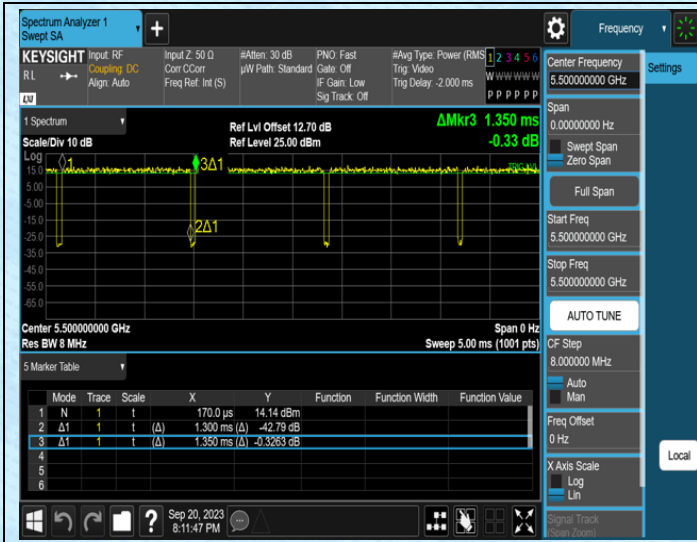 Spectrum Analyzer 1
Swept SA
+
Frequency
KEYSIGHT
RL
LXI
Input: RF
Coupling: DC
Align: Auto
Input Z: 50 Ω
Corr CCorr
Freq Ref: Int (S)
#Atten: 30 dB
µW Path: Standard
PNO: Fast
Gate: Off
IF Gain: Low
Sig Track: Off
#Avg Type: Power (RMS
Trig: Video
Trig Delay: -2.000 ms
1 2 3 4 5 6
W W W W W W
P P P P P P
1 Spectrum
Scale/Div 10 dB
Log
Ref Lvl Offset 12.70 dB
Ref Level 25.00 dBm
ΔMkr3 1.350 ms
-0.33 dB
15.0
5.00
-5.00
-15.0
-25.0
-35.0
-45.0
-55.0
-65.0
1
3Δ1
2Δ1
TRIG LVL
Center 5.500000000 GHz
Res BW 8 MHz
Span 0 Hz
Sweep 5.00 ms (1001 pts)
5 Marker Table
Mode Trace Scale X Y Function Function Width Function Value
1 N 1 t 170.0 µs 14.14 dBm
2 Δ1 1 t (Δ) 1.300 ms (Δ) -42.79 dB
3 Δ1 1 t (Δ) 1.350 ms (Δ) -0.3263 dB
4
5
6
?
Sep 20, 2023
8:11:47 PM
Center Frequency
5.500000000 GHz
Span
0.00000000 Hz
Swept Span
Zero Span
Full Span
Start Freq
5.500000000 GHz
Stop Freq
5.500000000 GHz
AUTO TUNE
CF Step
8.000000 MHz
Auto
Man
Freq Offset
0 Hz
X Axis Scale
Log
Lin
Signal Track
(Span Zoom)
Settings
Local